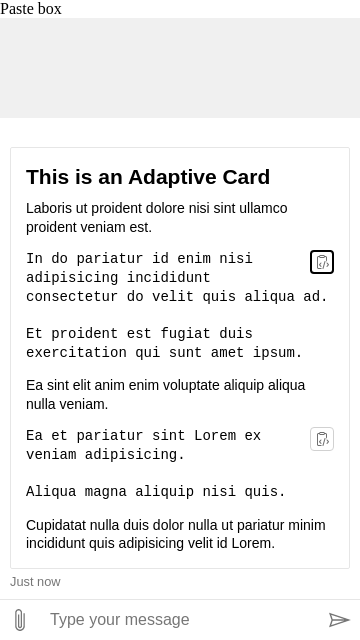 Paste box
This is an Adaptive Card
Laboris ut proident dolore nisi sint ullamco
proident veniam est.
In do pariatur id enim nisi
adipisicing incididunt
consectetur do velit quis aliqua ad.
Et proident est fugiat duis
exercitation qui sunt amet ipsum.
Ea sint elit anim enim voluptate aliquip aliqua
nulla veniam.
Ea et pariatur sint Lorem ex
veniam adipisicing.
Aliqua magna aliquip nisi quis.
Cupidatat nulla duis dolor nulla ut pariatur minim
incididunt quis adipisicing velit id Lorem.
Just now
Type your message